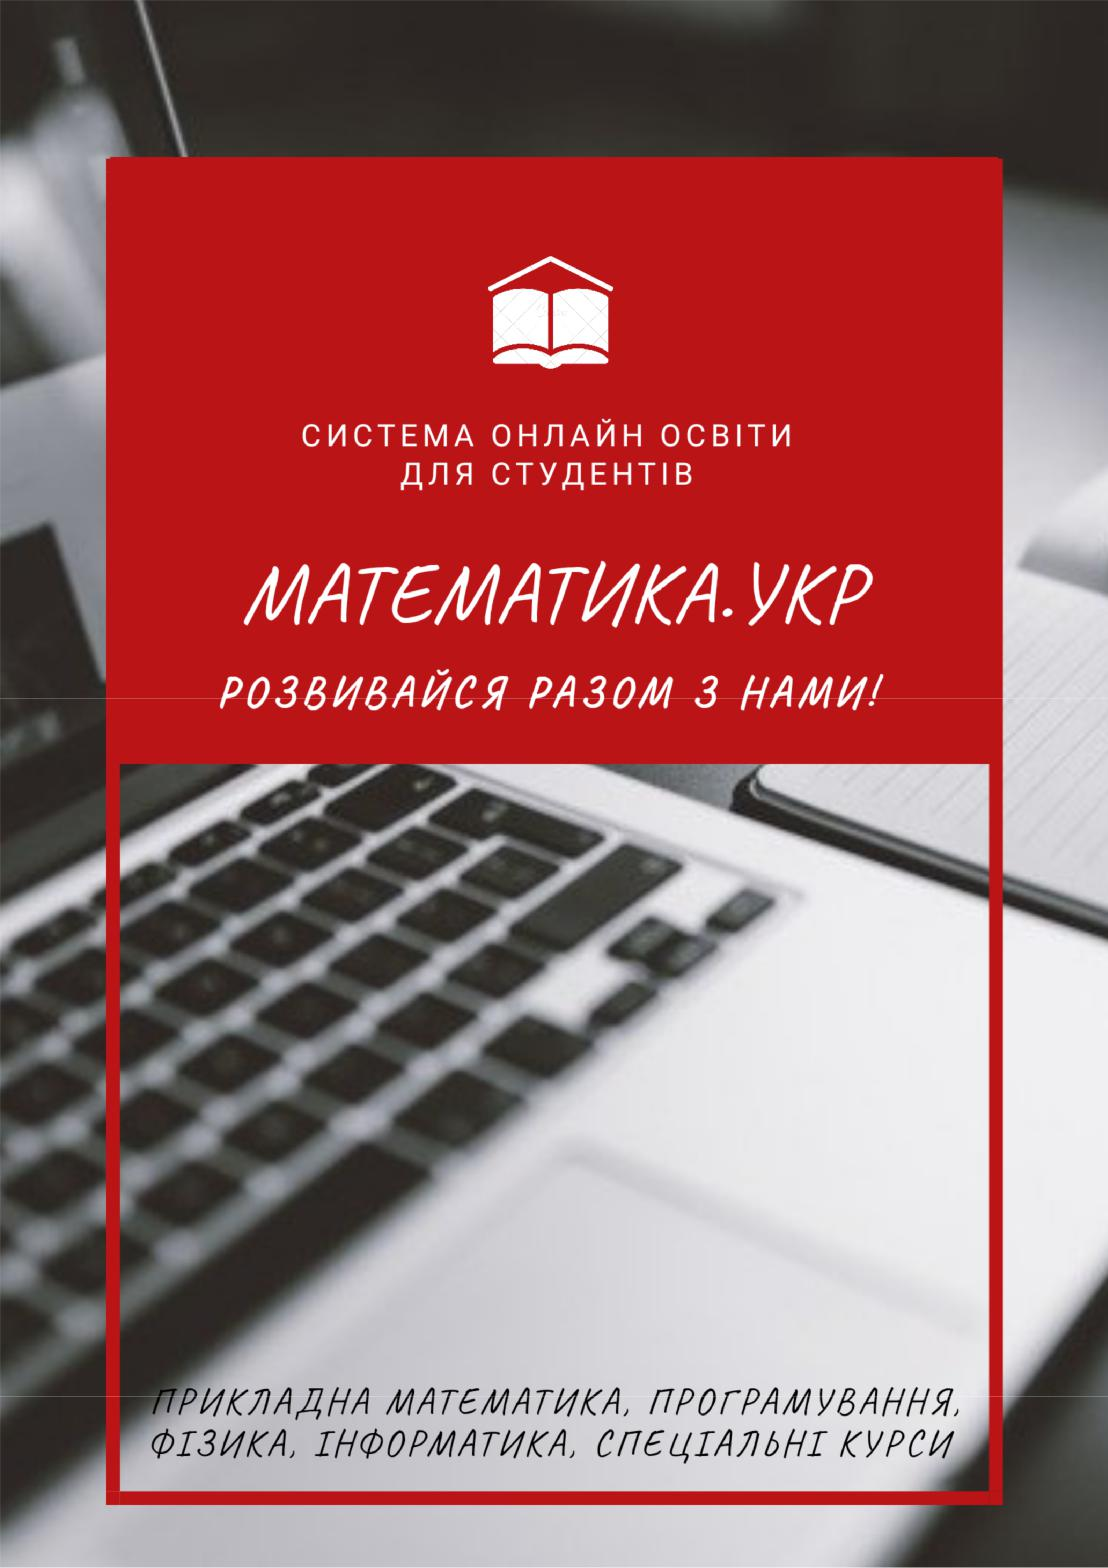 СИСТЕМА ОНЛАЙН ОСВІТИ
ДЛЯ СТУДЕНТІВ
МАТЕМАТИКА.УКР
РОЗВИВАЙСЯ РАЗОМ З НАМИ!
ПРИКЛАДНА МАТЕМАТИКА, ПРОГРАМУВАННЯ,
ФІЗИКА, ІНФОРМАТИКА, СПЕЦІАЛЬНІ КУРСИ